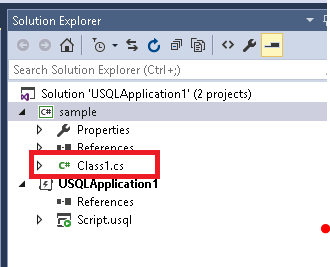 Solution Explorer
Search Solution Explorer (Ctrl+;)
Solution 'USQLApplication1' (2 projects)
C# sample
Properties
References
C# Class1.cs
USQLApplication1
References
Script.usql